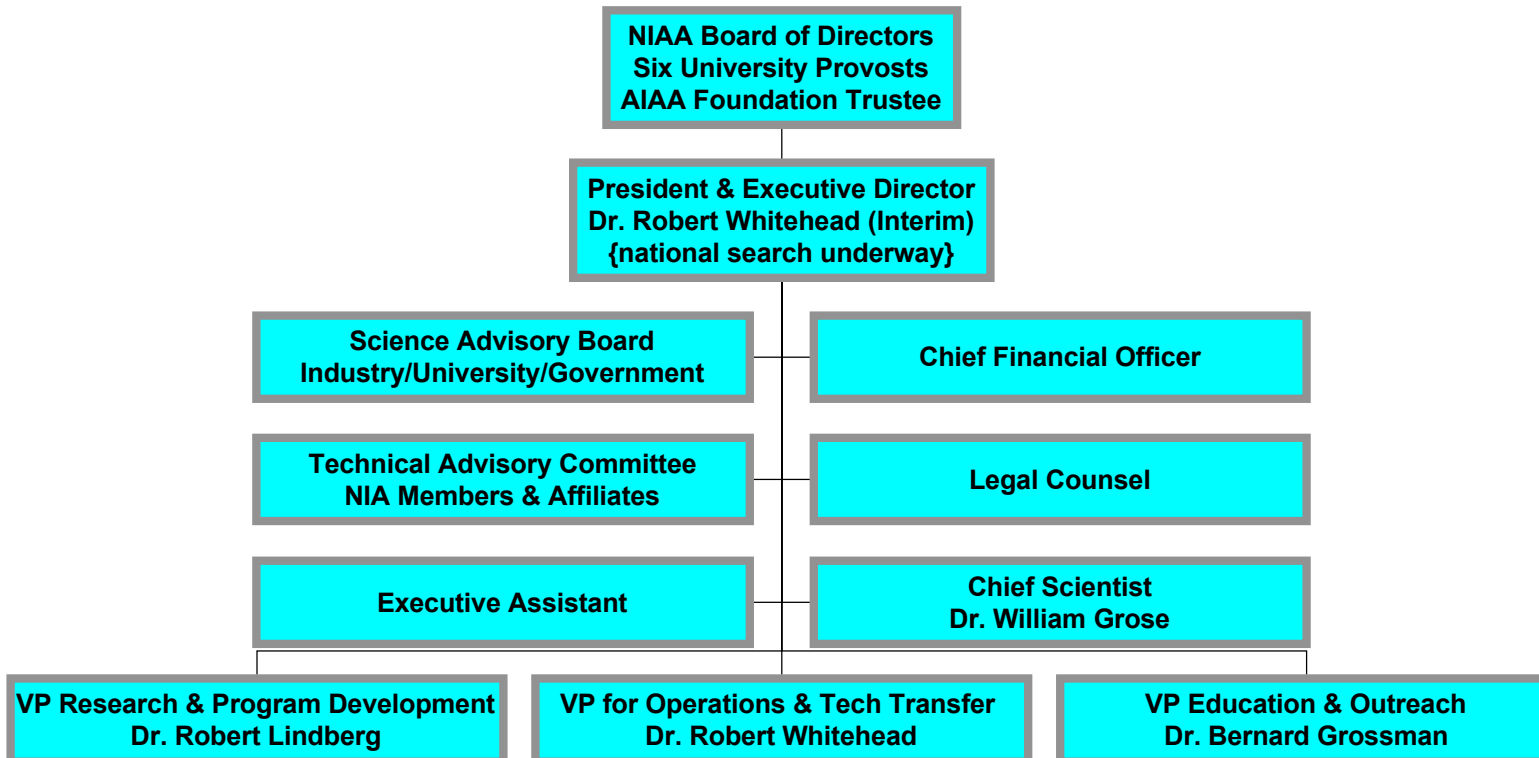 NIAA Board of Directors
Six University Provosts
AIAA Foundation Trustee
President & Executive Director
Dr. Robert Whitehead (Interim)
{national search underway}
Science Advisory Board
Industry/University/Government
Chief Financial Officer
Technical Advisory Committee
NIA Members & Affiliates
Legal Counsel
Executive Assistant
Chief Scientist
Dr. William Grose
VP Research & Program Development
Dr. Robert Lindberg
VP for Operations & Tech Transfer
Dr. Robert Whitehead
VP Education & Outreach
Dr. Bernard Grossman